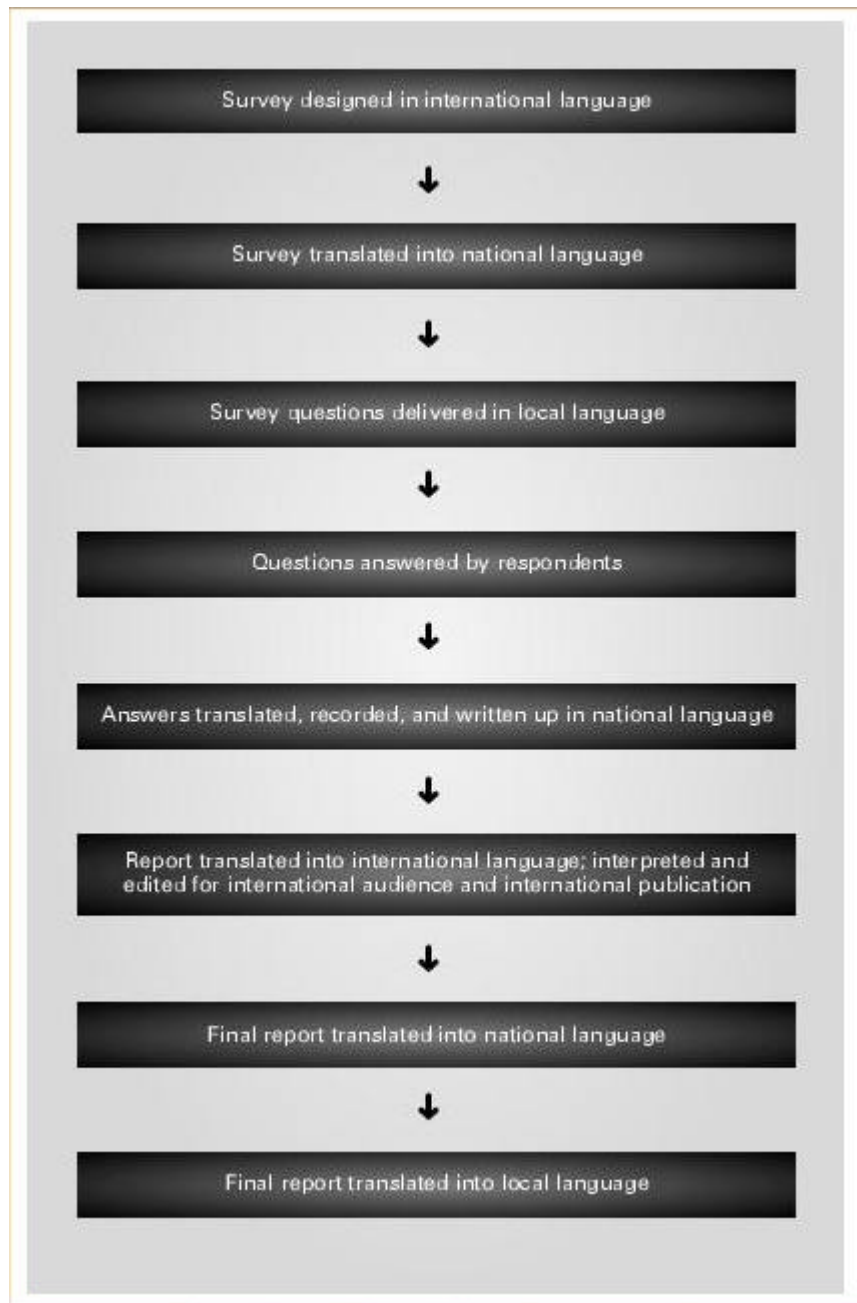 Survey designed in international language
Survey translated into national language
Survey questions delivered in local language
Questions answered by respondents
Answers translated, recorded, and written up in national language
Report translated into international language; interpreted and
edited for international audience and international publication
Final report translated into national language
Final report translated into local language